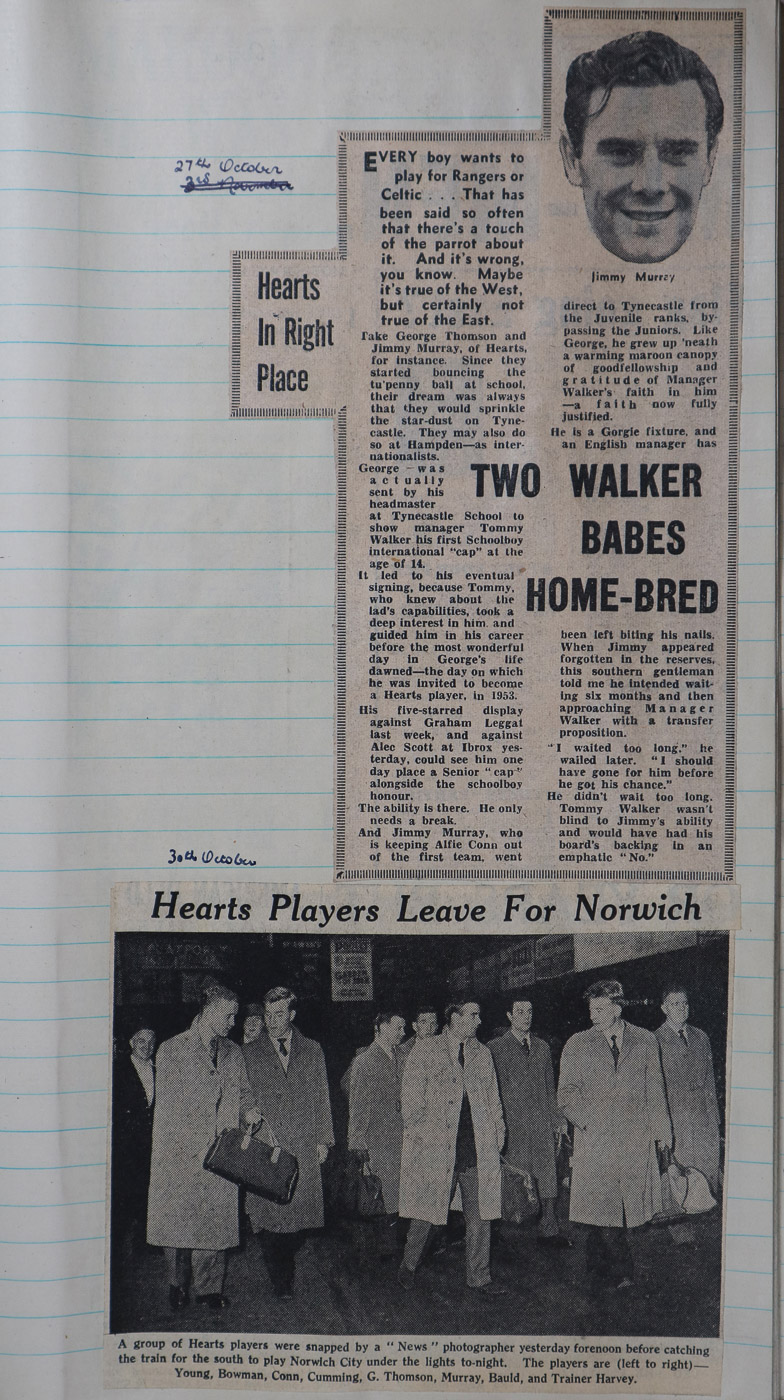 27th October
3rd November
Hearts
In Right
Place
EVERY boy wants to
play for Rangers or
Celtic . . . That has
been said so often
that there's a touch
of the parrot about
it. And it's wrong,
you know. Maybe
it's true of the West,
but certainly not
true of the East.
Take George Thomson and
Jimmy Murray, of Hearts,
for instance. Since they
started bouncing the
tu'penny ball at school,
their dream was always
that they would sprinkle
the star-dust on Tyne-
castle. They may also do
so at Hampden—as inter-
nationalists.
George was
actually
sent by his
headmaster
at Tynecastle School to
show manager Tommy
Walker his first Schoolboy
international "cap" at the
age of 14.
It led to his eventual
signing, because Tommy,
who knew about the
lad's capabilities, took a
deep interest in him, and
guided him in his career
before the most wonderful
day in George's life
dawned—the day on which
he was invited to become
a Hearts player, in 1953.
His five-starred display
against Graham Leggat
last week, and against
Alec Scott at Ibrox yes-
terday, could see him one
day place a Senior "cap"
alongside the schoolboy
honour.
The ability is there. He only
needs a break.
And Jimmy Murray, who
is keeping Alfie Conn out
of the first team, went
Jimmy Murray
direct to Tynecastle from
the Juvenile ranks, by-
passing the Juniors. Like
George, he grew up 'neath
a warming maroon canopy
of goodfellowship and
gratitude of Manager
Walker's faith in him
—a faith now fully
justified.
He is a Gorgie fixture, and
an English manager has
TWO WALKER
BABES
HOME-BRED
been left biting his nails.
When Jimmy appeared
forgotten in the reserves,
this southern gentleman
told me he intended wait-
ing six months and then
approaching Manager
Walker with a transfer
proposition.
"I waited too long," he
wailed later. "I should
have gone for him before
he got his chance."
He didn't wait too long.
Tommy Walker wasn't
blind to Jimmy's ability
and would have had his
board's backing in an
emphatic "No."
30th October
Hearts Players Leave For Norwich
A group of Hearts players were snapped by a "News" photographer yesterday forenoon before catching
the train for the south to play Norwich City under the lights to-night. The players are (left to right)—
Young, Bowman, Conn, Cumming, G. Thomson, Murray, Bauld, and Trainer Harvey.